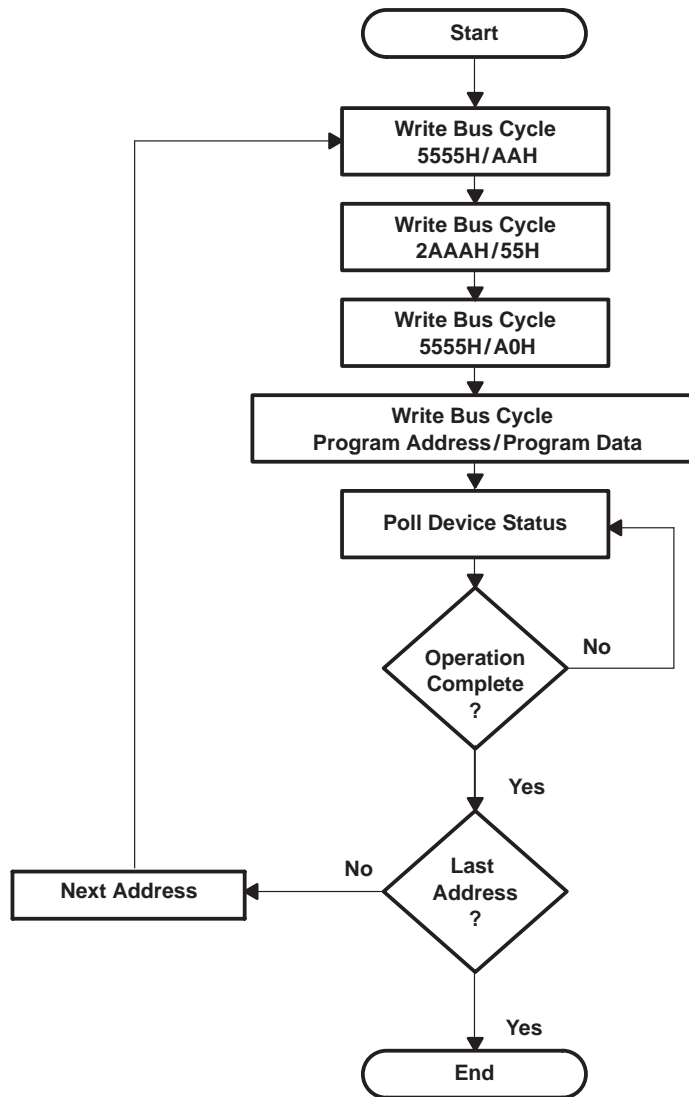 Start
Write Bus Cycle
5555H/AAH
Write Bus Cycle
2AAAH/55H
Write Bus Cycle
5555H/A0H
Write Bus Cycle
Program Address/Program Data
Poll Device Status
No
Operation
Complete
?
Yes
No
Last
Address
?
Next Address
Yes
End